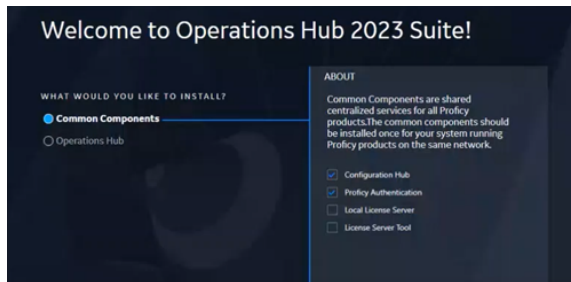 Welcome to Operations Hub 2023 Suite!
WHAT WOULD YOU LIKE TO INSTALL?
Common Components
Operations Hub
ABOUT
Common Components are shared
centralized services for all Proficy
products.The common components should
be installed once for your system running
Proficy products on the same network.
Configuration Hub
Proficy Authentication
Local License Server
License Server Tool